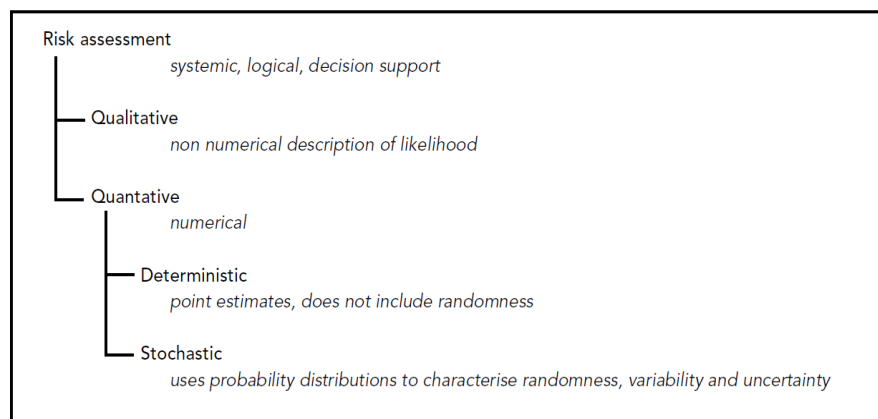 Risk assessment
systemic, logical, decision support
Qualitative
non numerical description of likelihood
Quantative
numerical
Deterministic
point estimates, does not include randomness
Stochastic
uses probability distributions to characterise randomness, variability and uncertainty